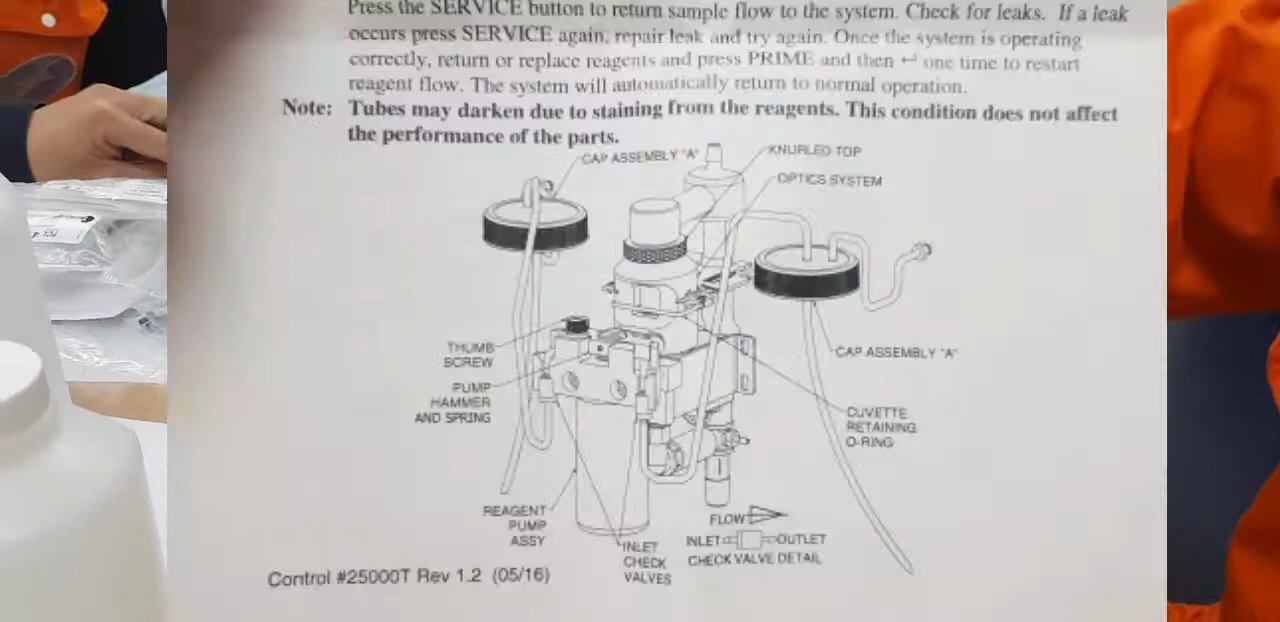 Press the SERVICE button to return sample flow to the system. Check for leaks. If a leak
occurs press SERVICE again, repair leak and try again. Once the system is operating
correctly, return or replace reagents and press PRIME and then ↵ one time to restart
reagent flow. The system will automatically return to normal operation.
Note: Tubes may darken due to staining from the reagents. This condition does not affect
the performance of the parts.
CAP ASSEMBLY "A"
KNURLED TOP
OPTICS SYSTEM
THUMB
SCREW
CAP ASSEMBLY "A"
PUMP
HAMMER
AND SPRING
CUVETTE
RETAINING
O-RING
REAGENT
PUMP
ASSY
FLOW
INLET OUTLET
CHECK VALVE DETAIL
INLET
CHECK
VALVES
Control #25000T Rev 1.2 (05/16)